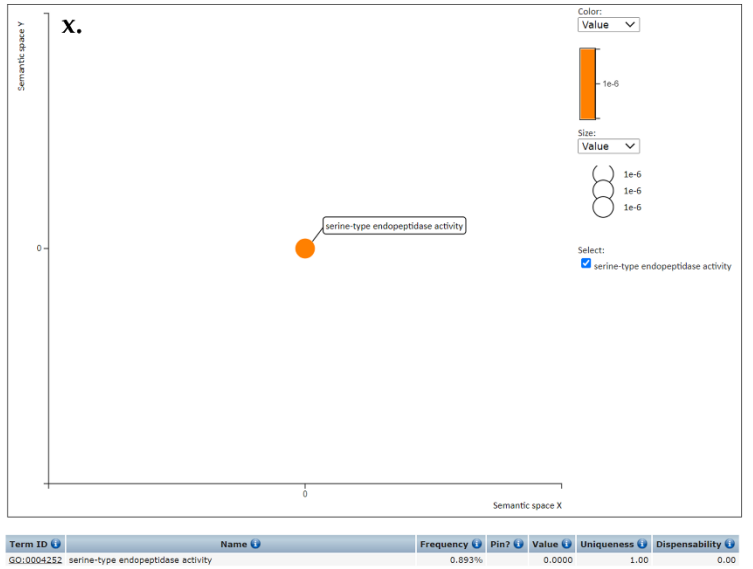 x.
Semantic space Y
0
serine-type endopeptidase activity
0
Semantic space X
Color:
Value
1e-6
Size:
Value
1e-6
1e-6
1e-6
Select:
serine-type endopeptidase activity
Term ID Name Frequency Pin? Value Uniqueness Dispensability
GO:0004252 serine-type endopeptidase activity 0.893% 0.0000 1.00 0.00